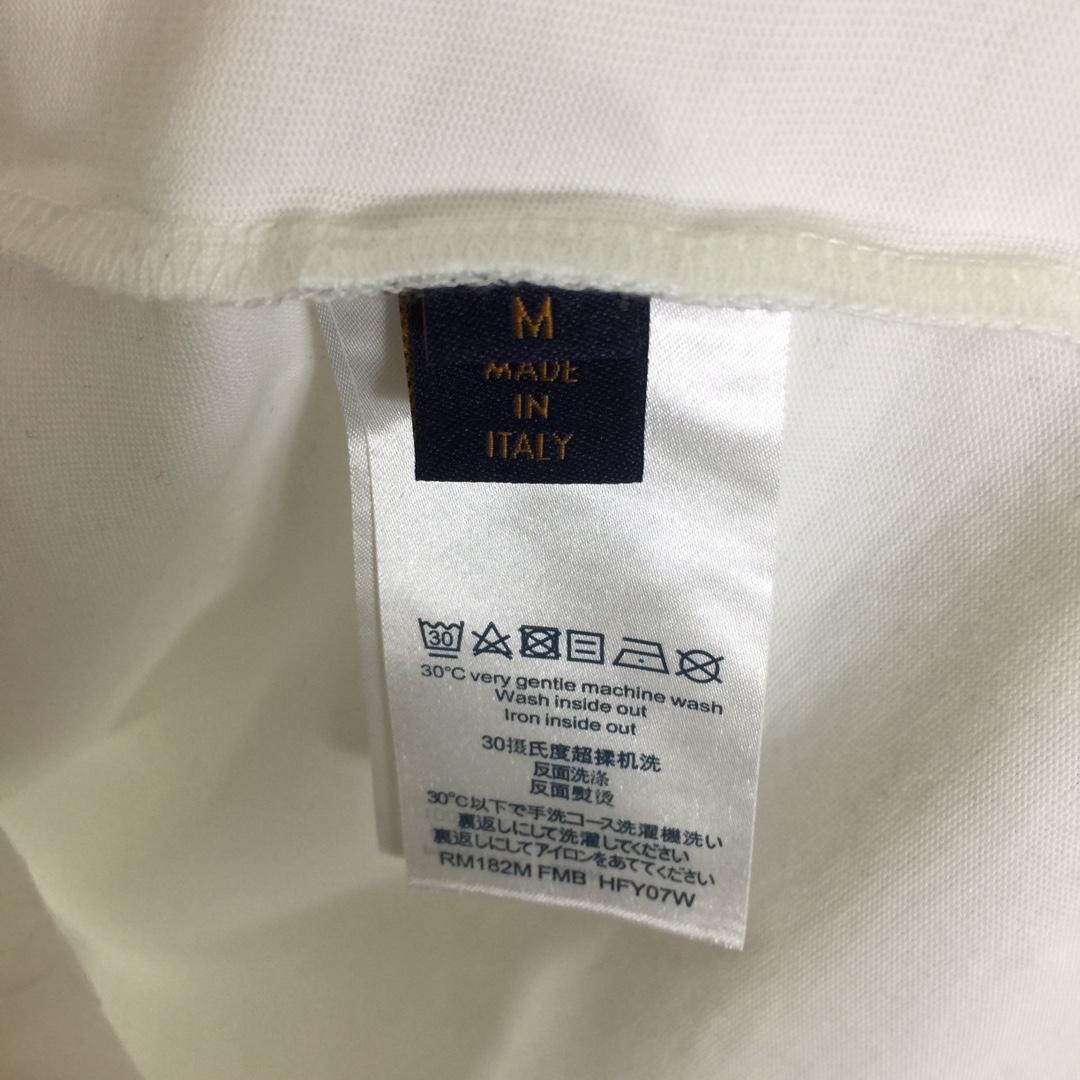 M
MADE
IN
ITALY
30
30°C very gentle machine wash
Wash inside out
Iron inside out
30摄氏度超揉机洗
反面洗涤
反面熨烫
30°C以下で手洗コース洗濯機洗い
裏返しにして洗濯してください
裏返しにしてアイロンをあててください
RM182M FMB HFY07W